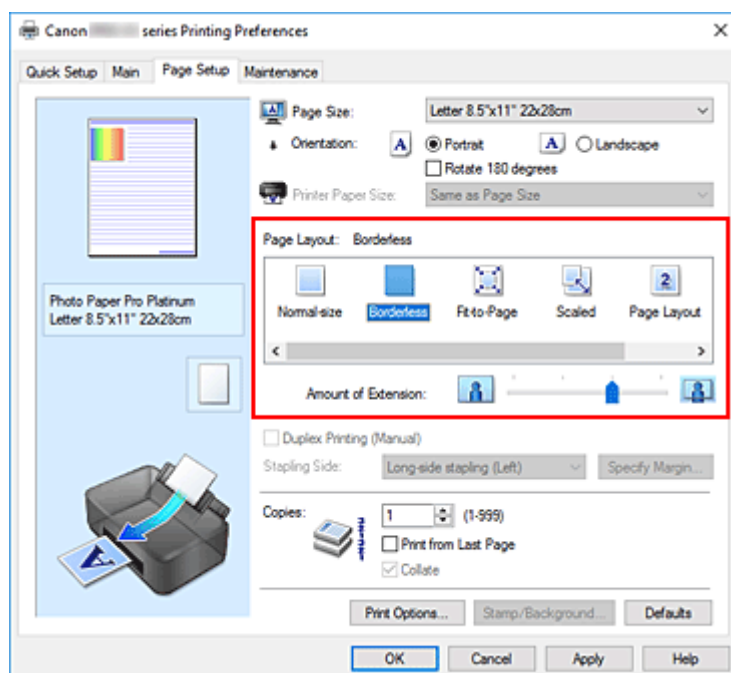 Canon series Printing Preferences
Quick Setup Main Page Setup Maintenance
Page Size: Letter 8.5"x11" 22x28cm
Orientation: A Portrait A Landscape
Rotate 180 degrees
Printer Paper Size: Same as Page Size
Page Layout: Borderless
2
Normal-size Borderless Fit-to-Page Scaled Page Layout
Photo Paper Pro Platinum
Letter 8.5"x11" 22x28cm
Amount of Extension:
Duplex Printing (Manual)
Stapling Side: Long-side stapling (Left) Specify Margin...
Copies: 1 (1-999)
Print from Last Page
Collate
A
Print Options... Stamp/Background... Defaults
OK Cancel Apply Help